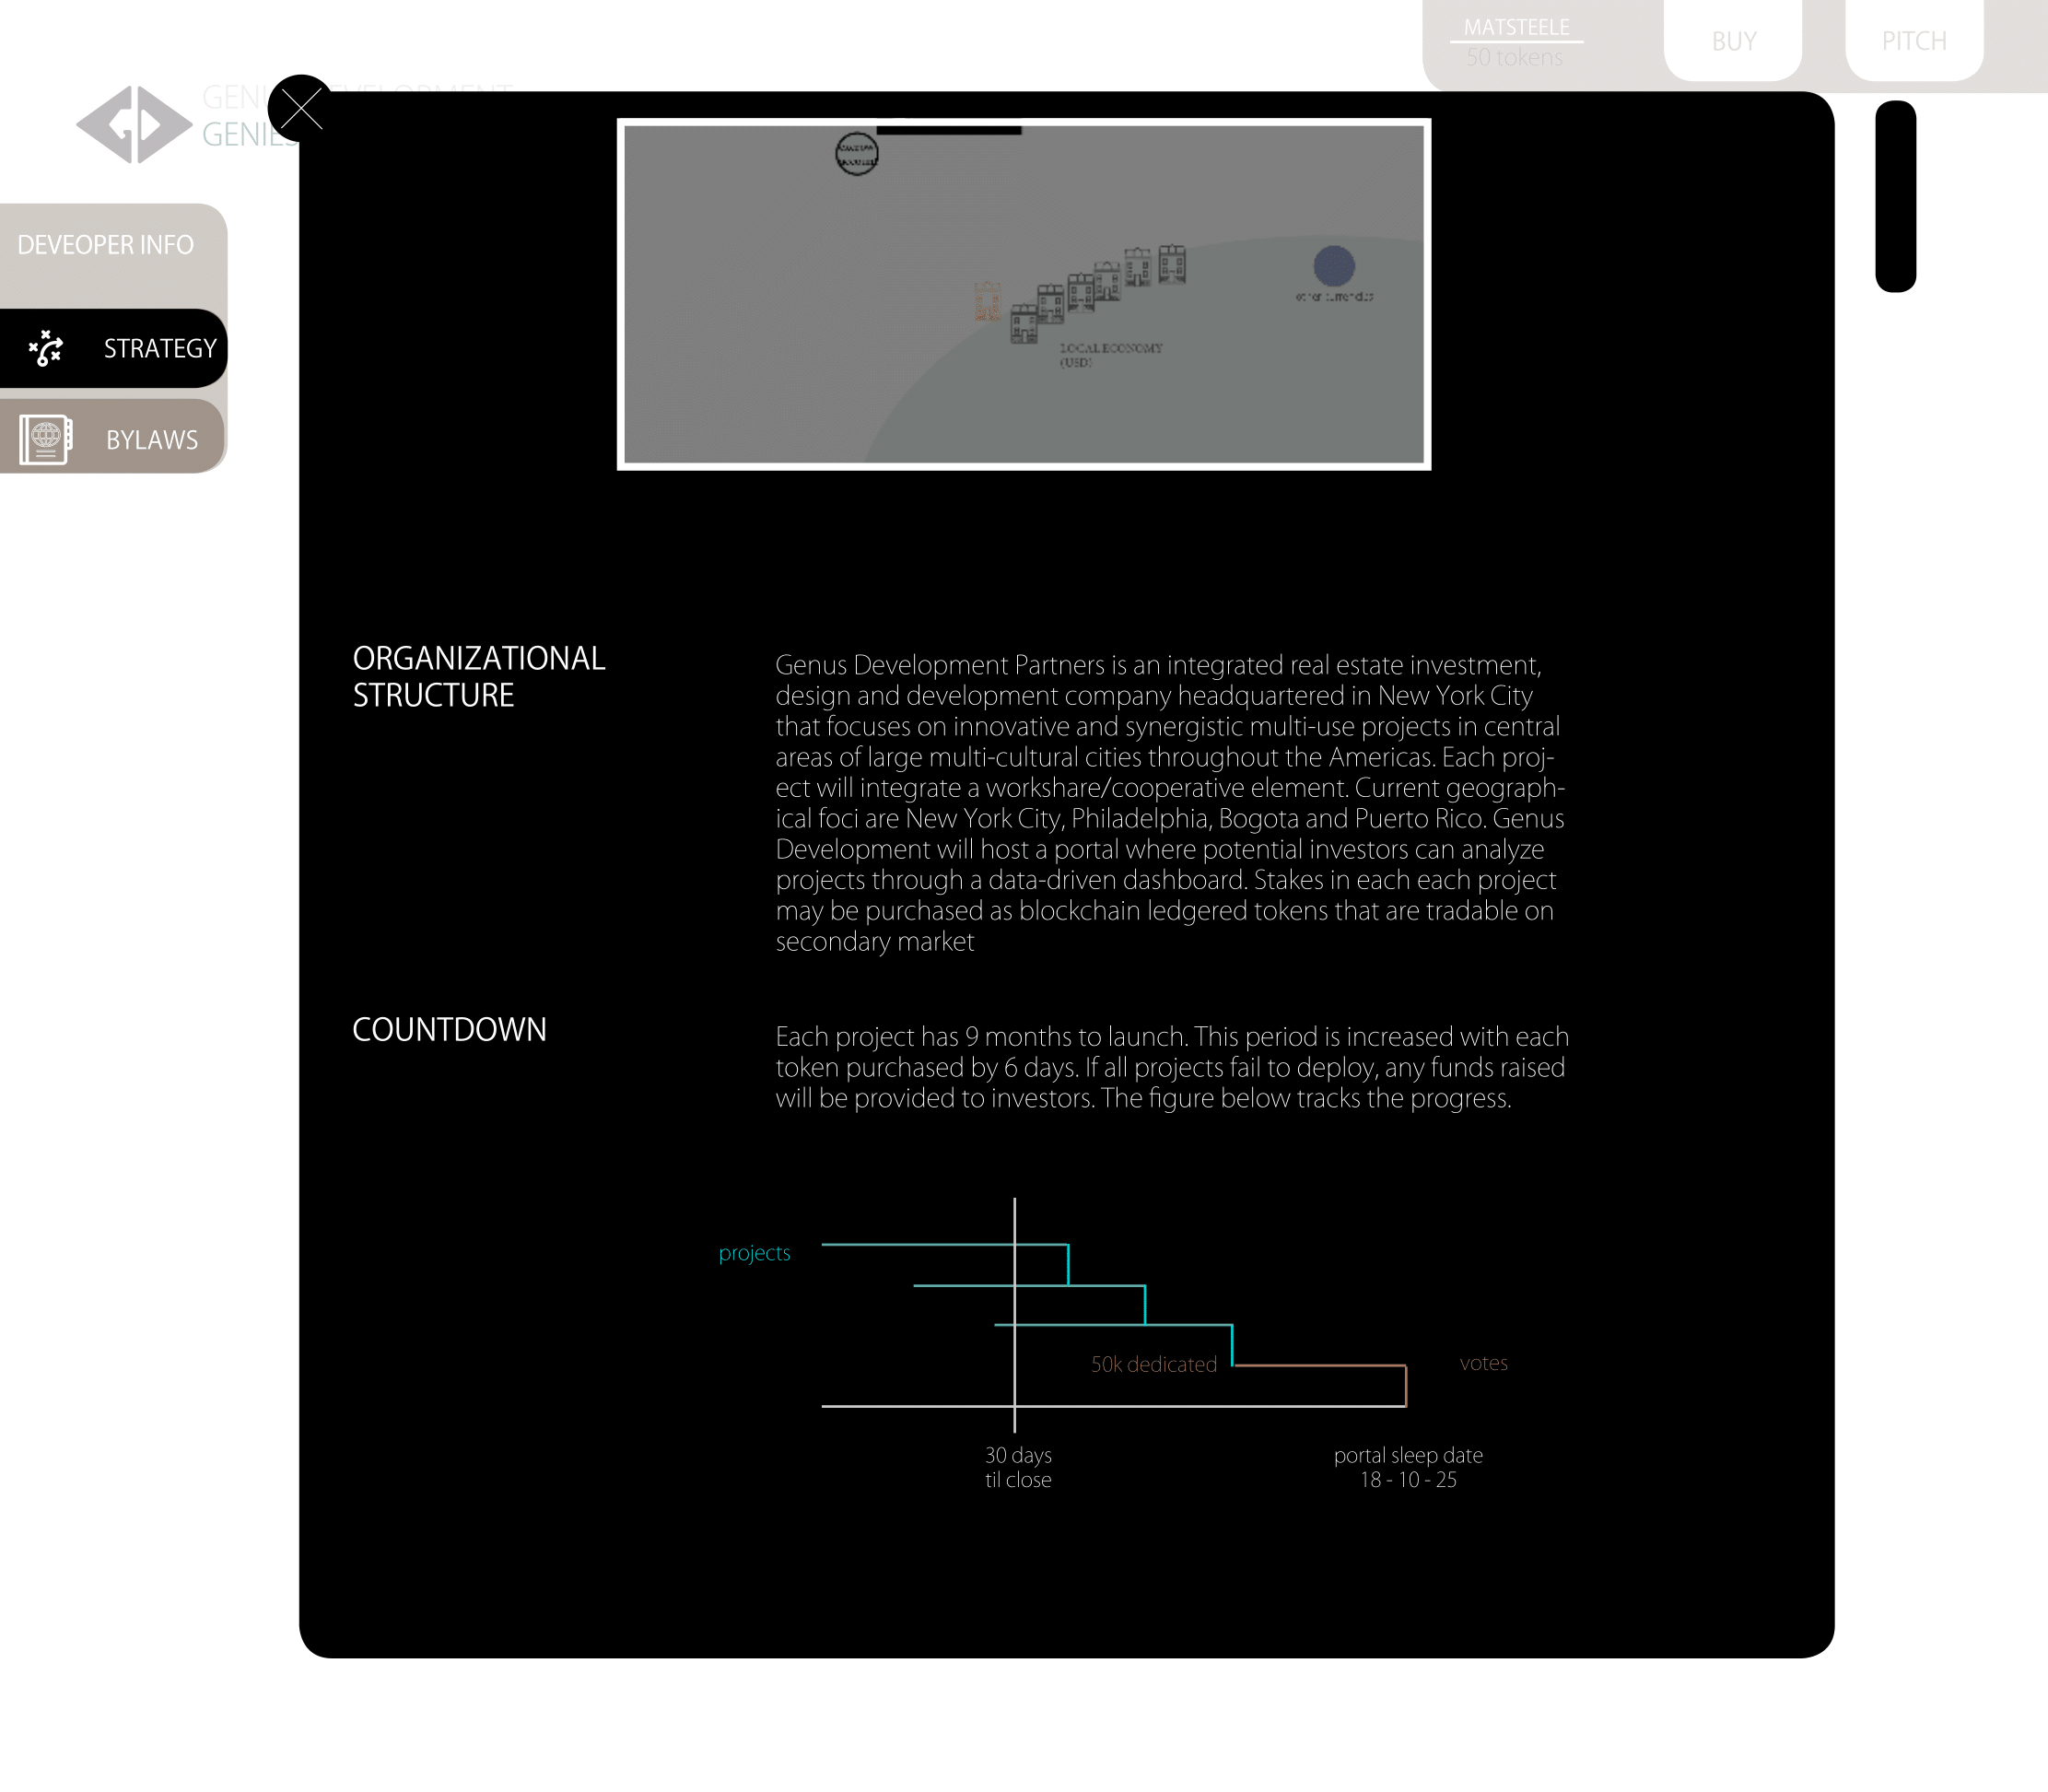 MATSTEELE
50 tokens
BUY
PITCH
GENIES
DEVEOPER INFO
STRATEGY
BYLAWS
other currencies
LOCAL ECONOMY
(USD)
ORGANIZATIONAL
STRUCTURE
Genus Development Partners is an integrated real estate investment,
design and development company headquartered in New York City
that focuses on innovative and synergistic multi-use projects in central
areas of large multi-cultural cities throughout the Americas. Each proj-
ect will integrate a workshare/cooperative element. Current geograph-
ical foci are New York City, Philadelphia, Bogota and Puerto Rico. Genus
Development will host a portal where potential investors can analyze
projects through a data-driven dashboard. Stakes in each each project
may be purchased as blockchain ledgered tokens that are tradable on
secondary market
COUNTDOWN
Each project has 9 months to launch. This period is increased with each
token purchased by 6 days. If all projects fail to deploy, any funds raised
will be provided to investors. The figure below tracks the progress.
projects
50k dedicated
votes
30 days
til close
portal sleep date
18 - 10 - 25